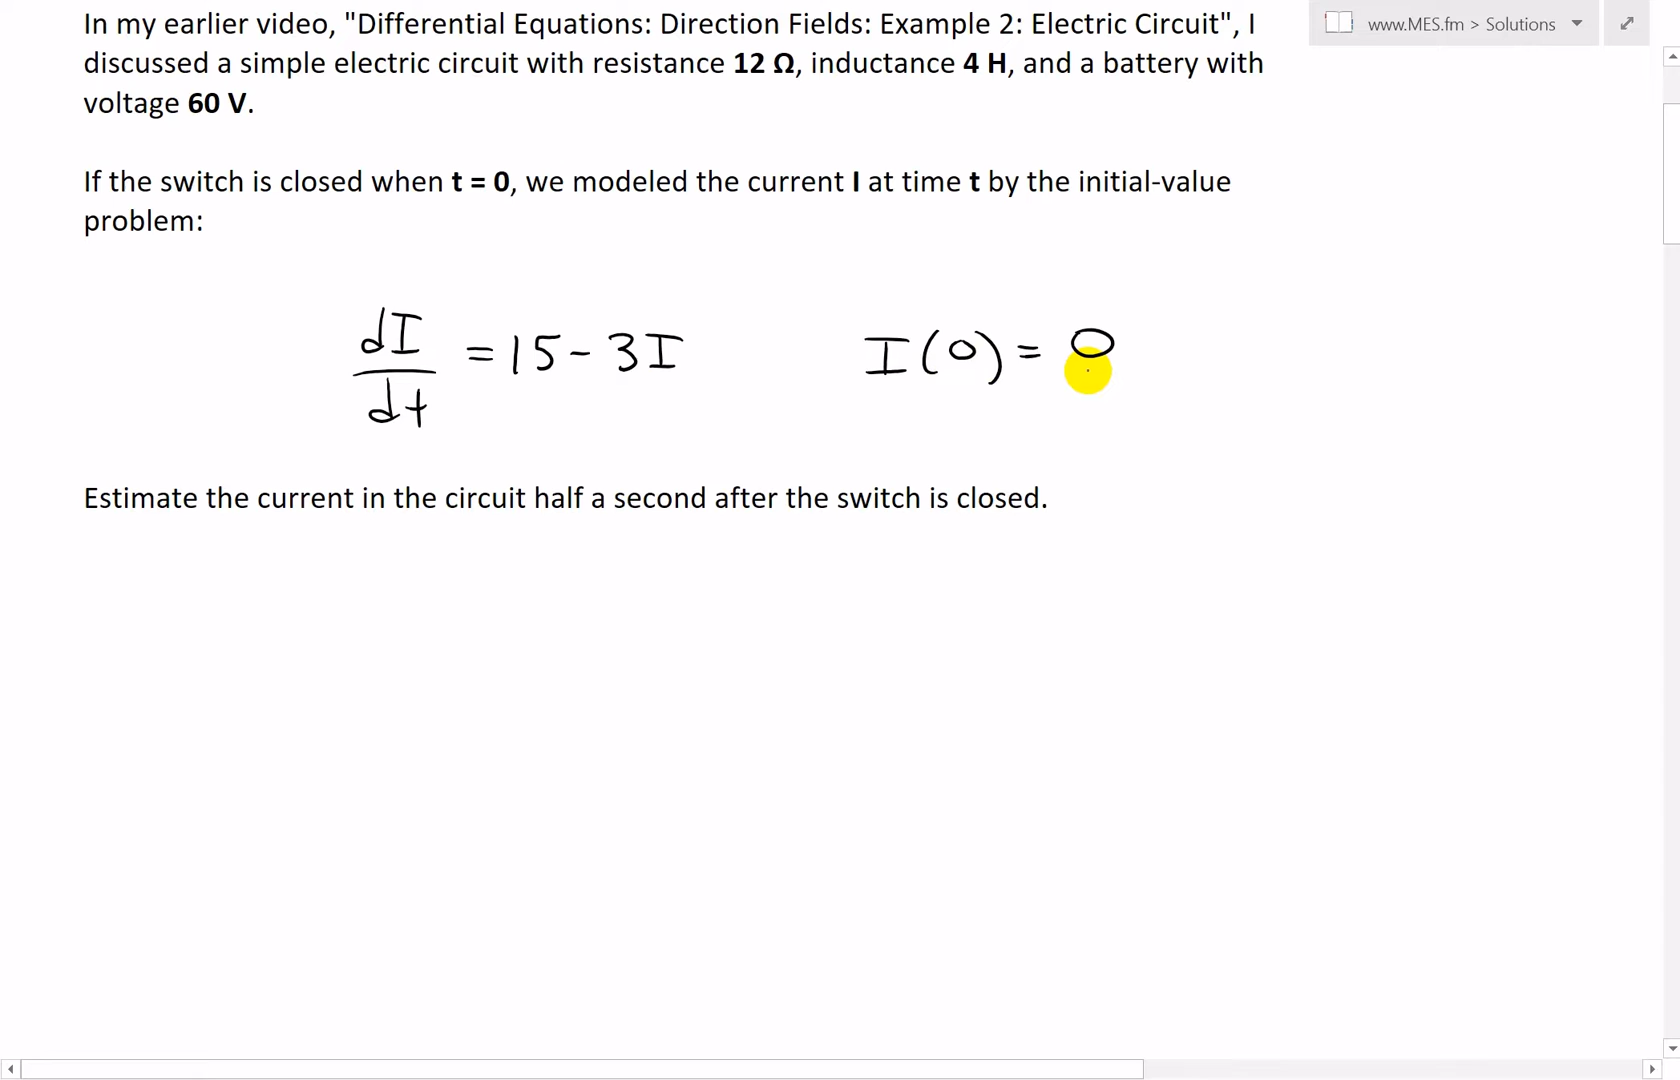 In my earlier video, "Differential Equations: Direction Fields: Example 2: Electric Circuit", I
www.MES.fm > Solutions
discussed a simple electric circuit with resistance 12 Ω, inductance 4 H, and a battery with
voltage 60 V.
If the switch is closed when t = 0, we modeled the current I at time t by the initial-value
problem:
dI/dt = 15 - 3I I(0) = 0
Estimate the current in the circuit half a second after the switch is closed.